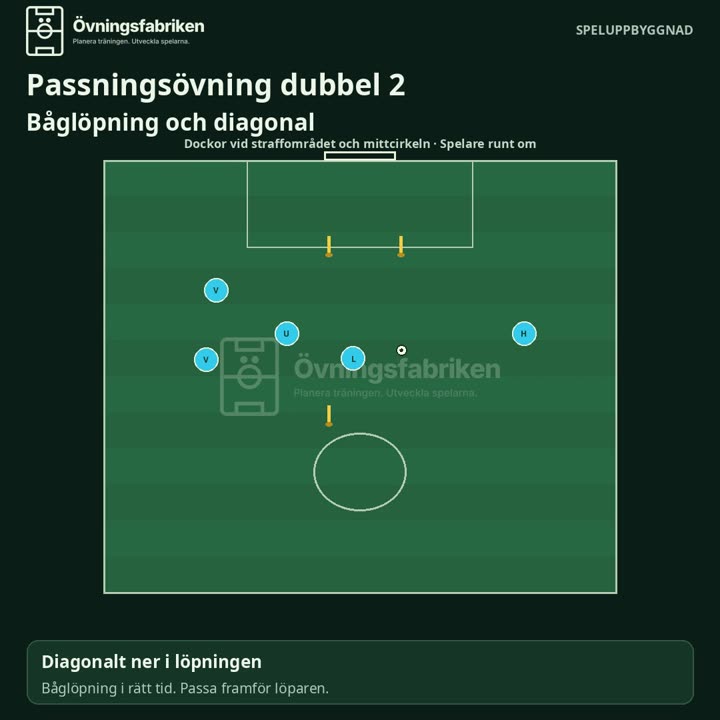 Övningsfabriken
Planera träningen. Utveckla spelarna.
SPELUPPBYGGNAD
Passningsövning dubbel 2
Båglöpning och diagonal
Dockor vid straffområdet och mittcirkeln · Spelare runt om
V
U
H
V
L
Övningsfabriken
Planera träningen. Utveckla spelarna.
Diagonalt ner i löpningen
Båglöpning i rätt tid. Passa framför löparen.